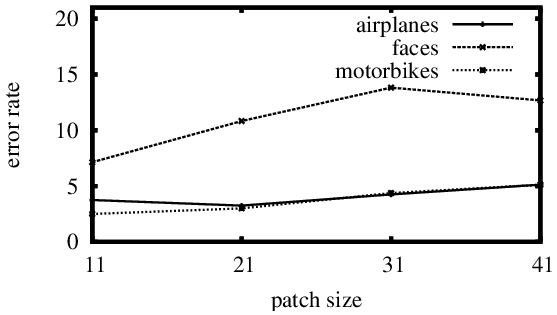 20
15
10
5
0
error rate
airplanes
faces
motorbikes
11 21 31 41
patch size